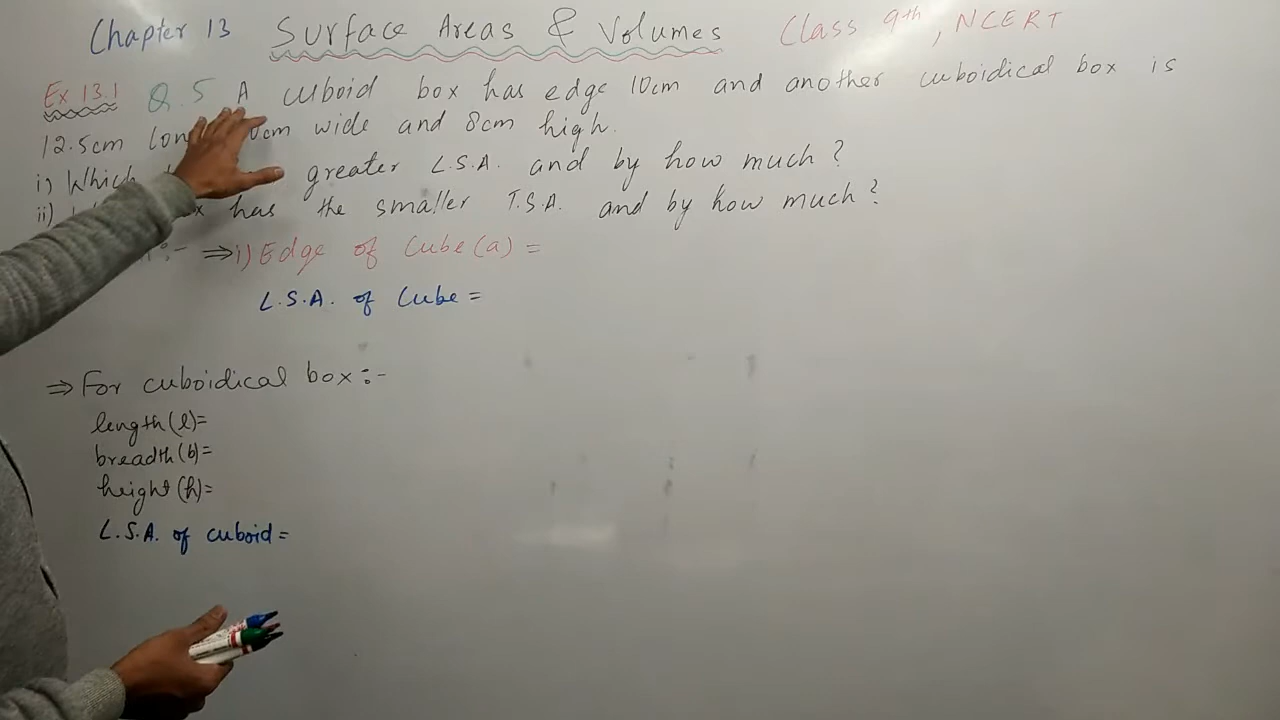 Chapter 13 Surface Areas & Volumes Class 9th, NCERT
Ex 13.1 Q.5 A cuboid box has edge 10cm and another cuboidical box is
12.5cm lon 0cm wide and 8cm high.
i) Which greater L.S.A. and by how much?
ii) has the smaller T.S.A. and by how much?
:- ⇒ i) Edge of Cube(a) =
L.S.A. of Cube =
⇒ For cuboidical box:-
length(l)=
breadth(b)=
height(h)=
L.S.A. of cuboid=